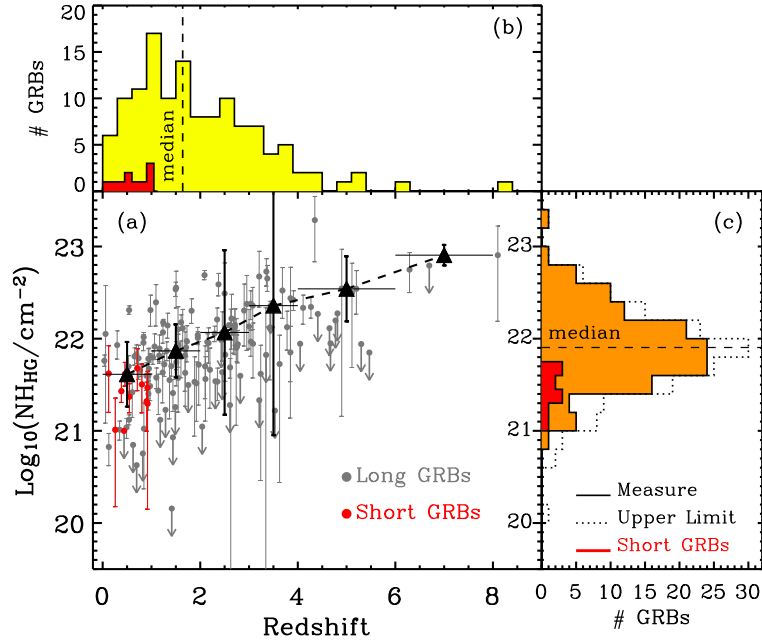 20
15
10
5
0
# GRBs
(b)
median
(a)
23
22
21
20
Log10(NHHG/cm−2)
Long GRBs
Short GRBs
0 2 4 6 8
Redshift
(c)
23
22
21
20
median
Measure
Upper Limit
Short GRBs
0 5 10 15 20 25 30
# GRBs